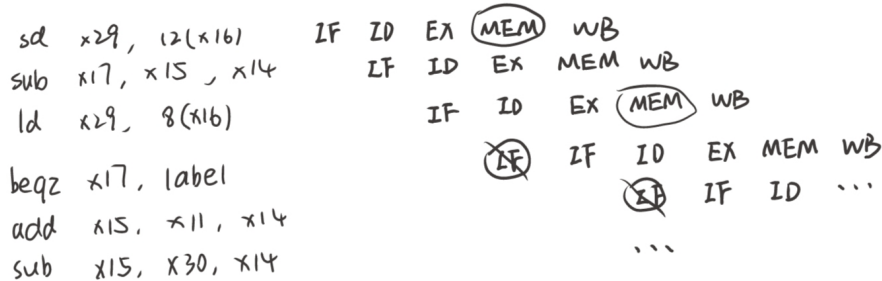 sd x29, 12(x16) IF ID EX MEM WB
sub x17, x15, x14 IF ID EX MEM WB
ld x29, 8(x16) IF ID EX MEM WB
beqz x17, label IF IF ID EX MEM WB
add x15, x11, x14 IF IF ID ...
sub x15, x30, x14 ...